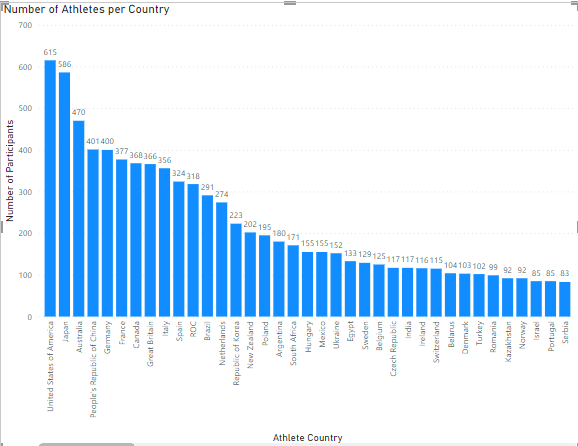 Number of Athletes per Country
Number of Participants
700
600
500
400
300
200
100
0
615
586
470
401
400
377
368
366
356
324
318
291
274
223
202
195
180
171
155
155
152
133
129
125
117
117
116
115
104
103
102
99
92
92
85
85
83
United States of America
Japan
Australia
People's Republic of China
Germany
France
Canada
Great Britain
Italy
Spain
ROC
Brazil
Netherlands
Republic of Korea
New Zealand
Poland
Argentina
South Africa
Hungary
Mexico
Ukraine
Egypt
Sweden
Belgium
Czech Republic
India
Ireland
Switzerland
Belarus
Denmark
Turkey
Romania
Kazakhstan
Norway
Israel
Portugal
Serbia
Athlete Country